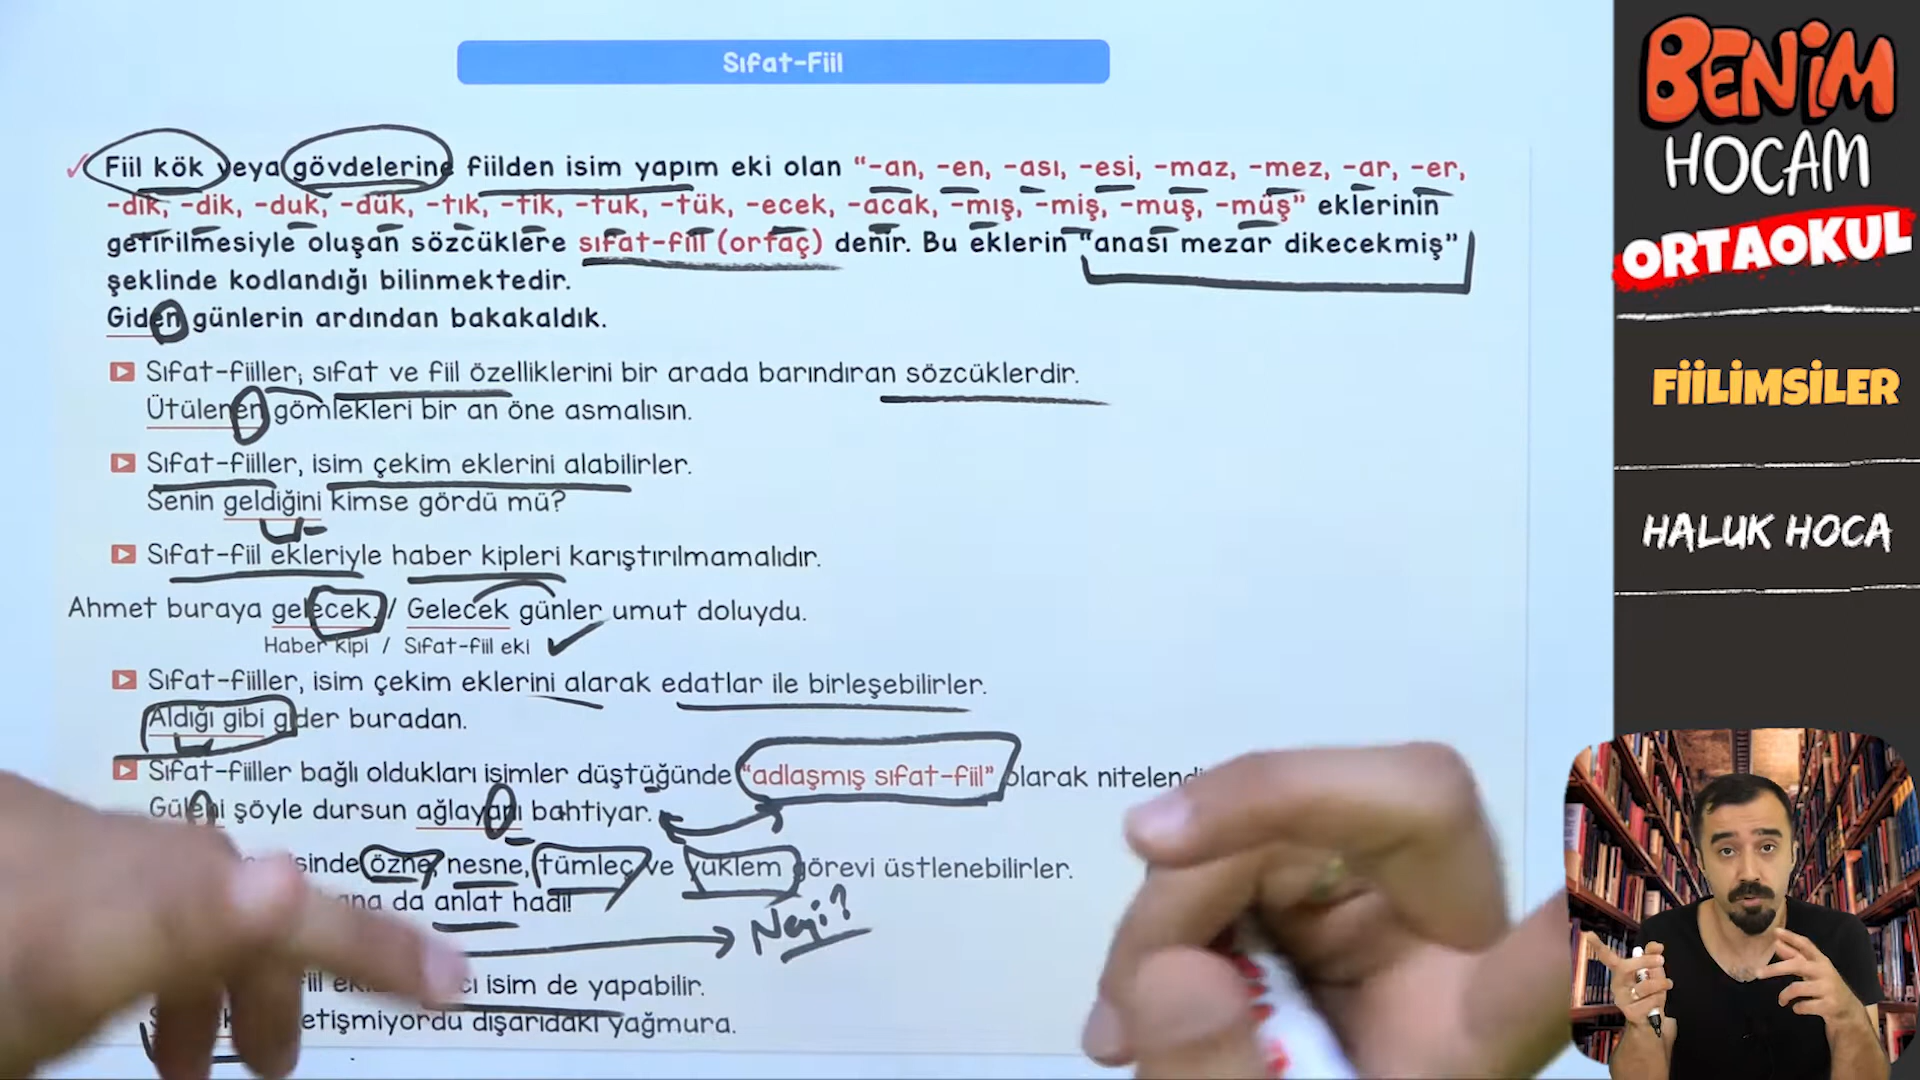 Sıfat-Fiil
Fiil kök veya gövdelerine fiilden isim yapım eki olan "-an, -en, -ası, -esi, -maz, -mez, -ar, -er,
-dık, -dik, -duk, -dük, -tık, -tik, -tuk, -tük, -ecek, -acak, -mış, -miş, -muş, -müş" eklerinin
getirilmesiyle oluşan sözcüklere sıfat-fiil (ortaç) denir. Bu eklerin "anası mezar dikecekmiş"
şeklinde kodlandığı bilinmektedir.
Giden günlerin ardından bakakaldık.
Sıfat-fiiller; sıfat ve fiil özelliklerini bir arada barındıran sözcüklerdir.
Ütülenen gömlekleri bir an öne asmalısın.
Sıfat-fiiller, isim çekim eklerini alabilirler.
Senin geldiğini kimse gördü mü?
Sıfat-fiil ekleriyle haber kipleri karıştırılmamalıdır.
Ahmet buraya gelecek. / Gelecek günler umut doluydu.
Haber kipi / Sıfat-fiil eki
Sıfat-fiiller, isim çekim eklerini alarak edatlar ile birleşebilirler.
Aldığı gibi gider buradan.
Sıfat-fiiller bağlı oldukları isimler düştüğünde "adlaşmış sıfat-fiil" olarak
Güleni şöyle dursun ağlayanı bahtiyar.
özne, nesne, tümleç ve yüklem görevi üstlenebilirler.
da anlat hadi!
Neyi?
isim de yapabilir.
dışarıdaki yağmura.
BENİM
HOCAM
ORTAOKUL
FİİLİMSİLER
HALUK HOCA